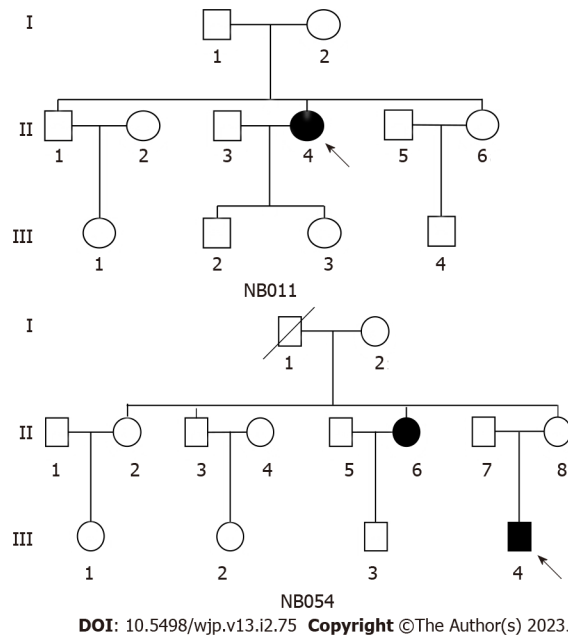 I
1 2
II
1 2 3 4 5 6
III
1 2 3 4
NB011
I
1 2
II
1 2 3 4 5 6 7 8
III
1 2 3 4
NB054
DOI: 10.5498/wjp.v13.i2.75 Copyright ©The Author(s) 2023.